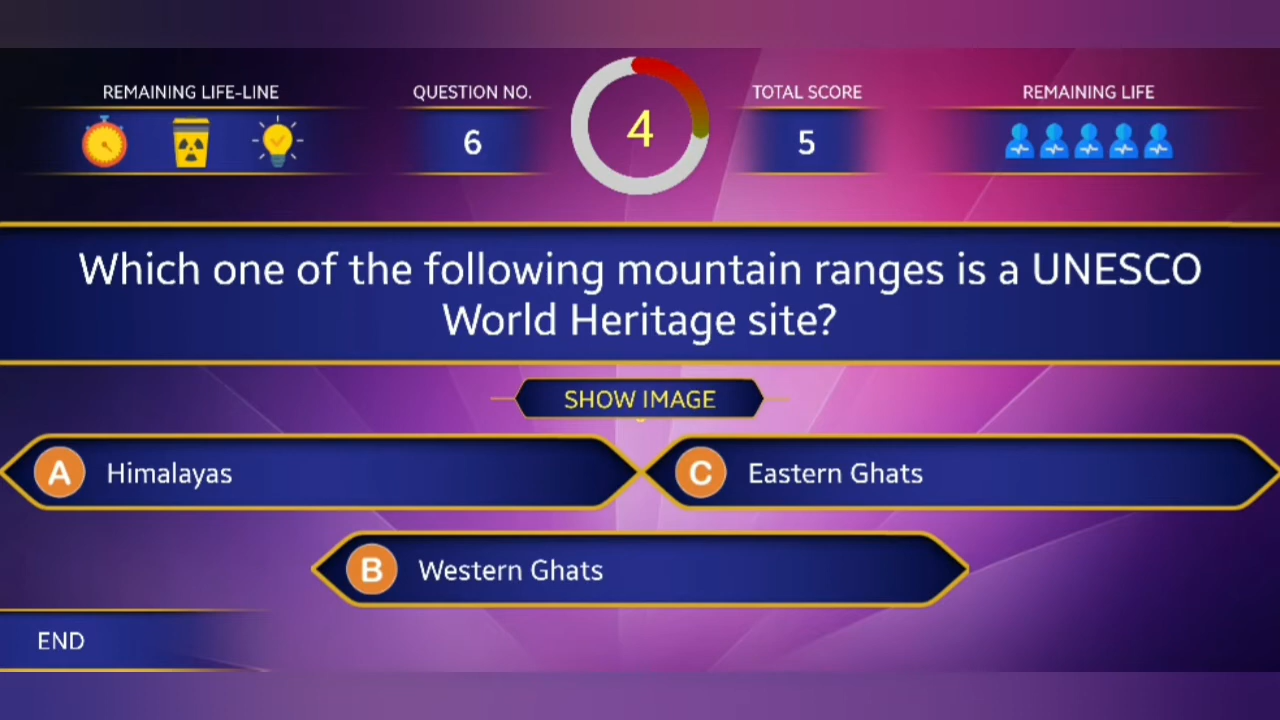 REMAINING LIFE-LINE
QUESTION NO.
6
4
TOTAL SCORE
5
REMAINING LIFE
Which one of the following mountain ranges is a UNESCO
World Heritage site?
SHOW IMAGE
A Himalayas
C Eastern Ghats
B Western Ghats
END